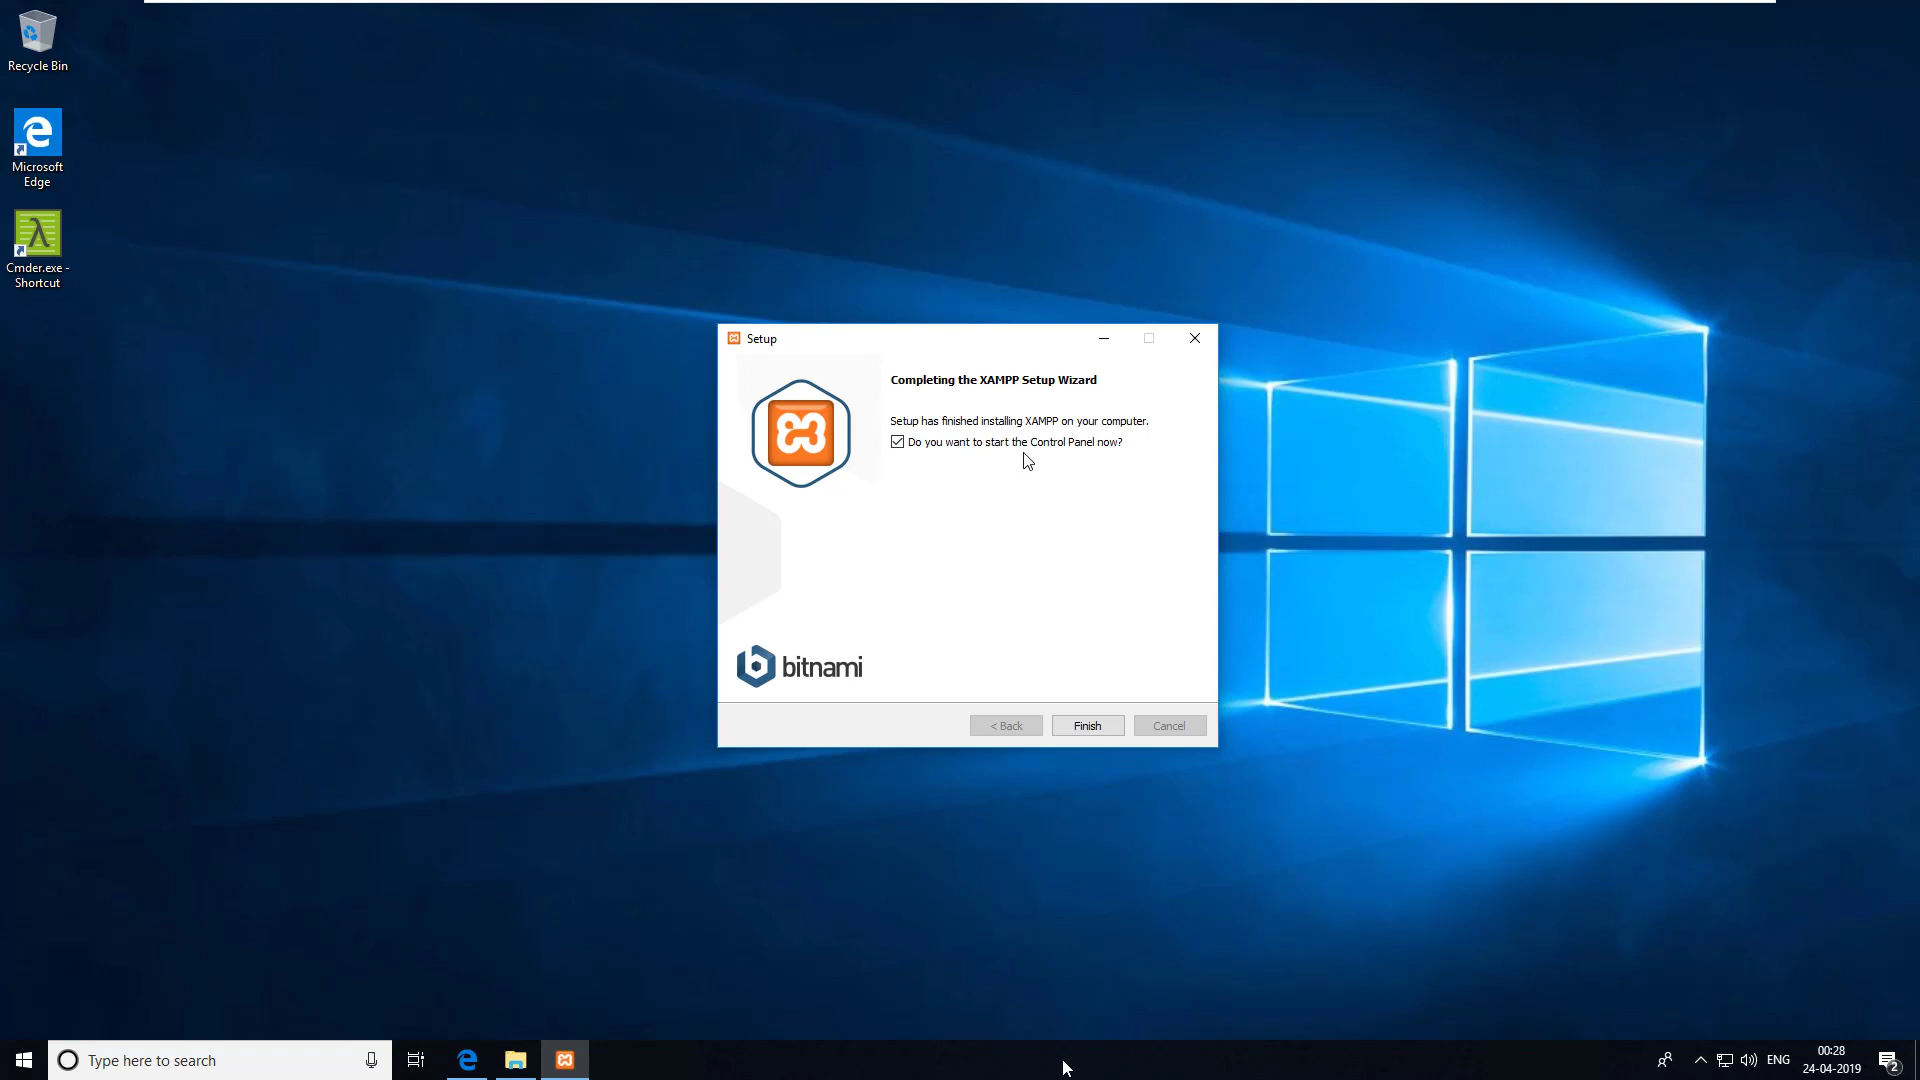 Recycle Bin
Microsoft
Edge
Cmder.exe -
Shortcut
Setup
Completing the XAMPP Setup Wizard
Setup has finished installing XAMPP on your computer.
Do you want to start the Control Panel now?
bitnami
< Back
Finish
Cancel
Type here to search
ENG
00:28
24-04-2019
2